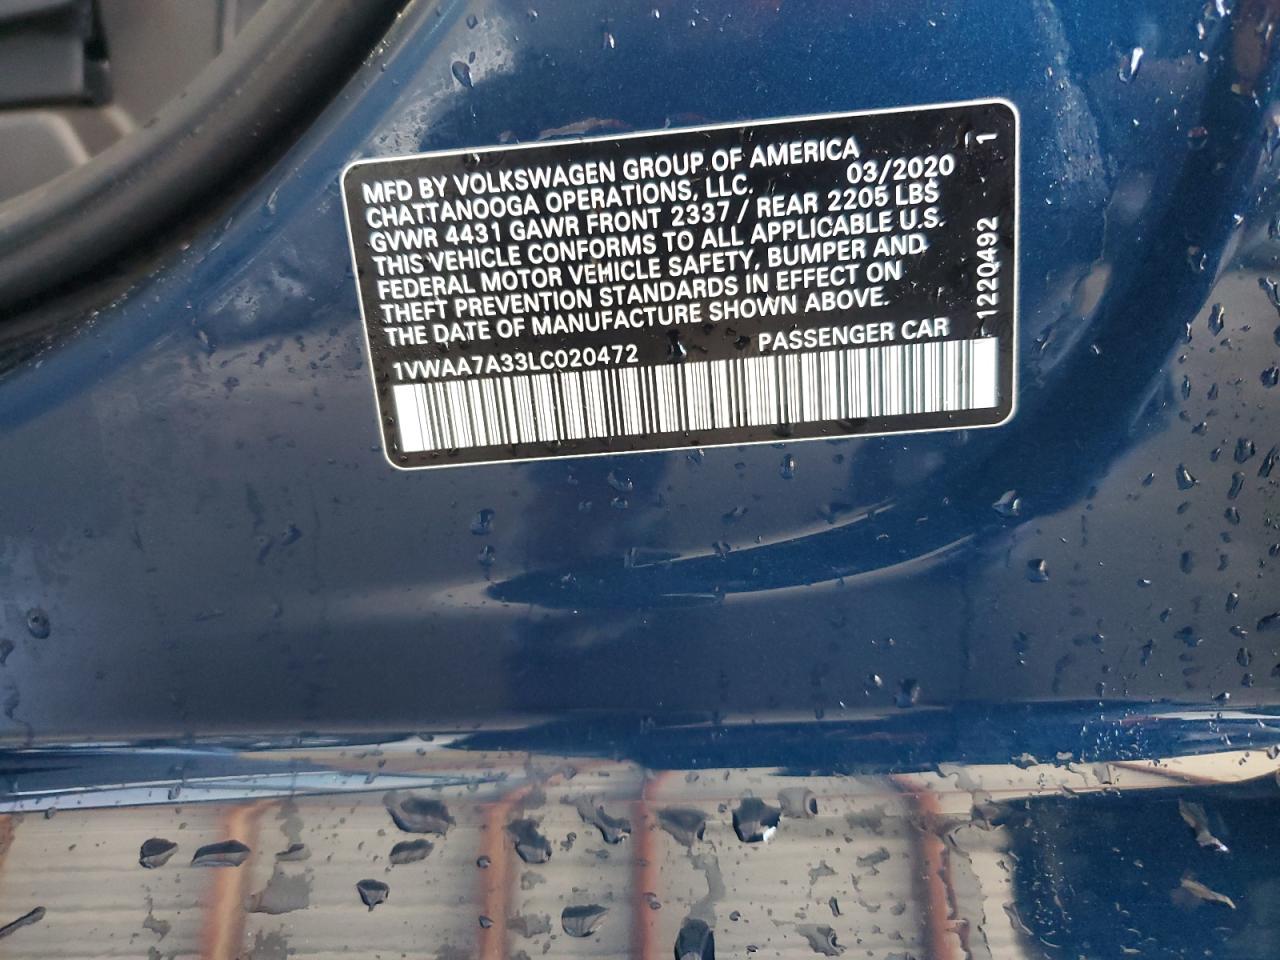 MFD BY VOLKSWAGEN GROUP OF AMERICA
CHATTANOOGA OPERATIONS, LLC. 03/2020
GVWR 4431 GAWR FRONT 2337 / REAR 2205 LBS
THIS VEHICLE CONFORMS TO ALL APPLICABLE U.S.
FEDERAL MOTOR VEHICLE SAFETY, BUMPER AND
THEFT PREVENTION STANDARDS IN EFFECT ON
THE DATE OF MANUFACTURE SHOWN ABOVE.
1VWAA7A33LC020472 PASSENGER CAR
1220492 1